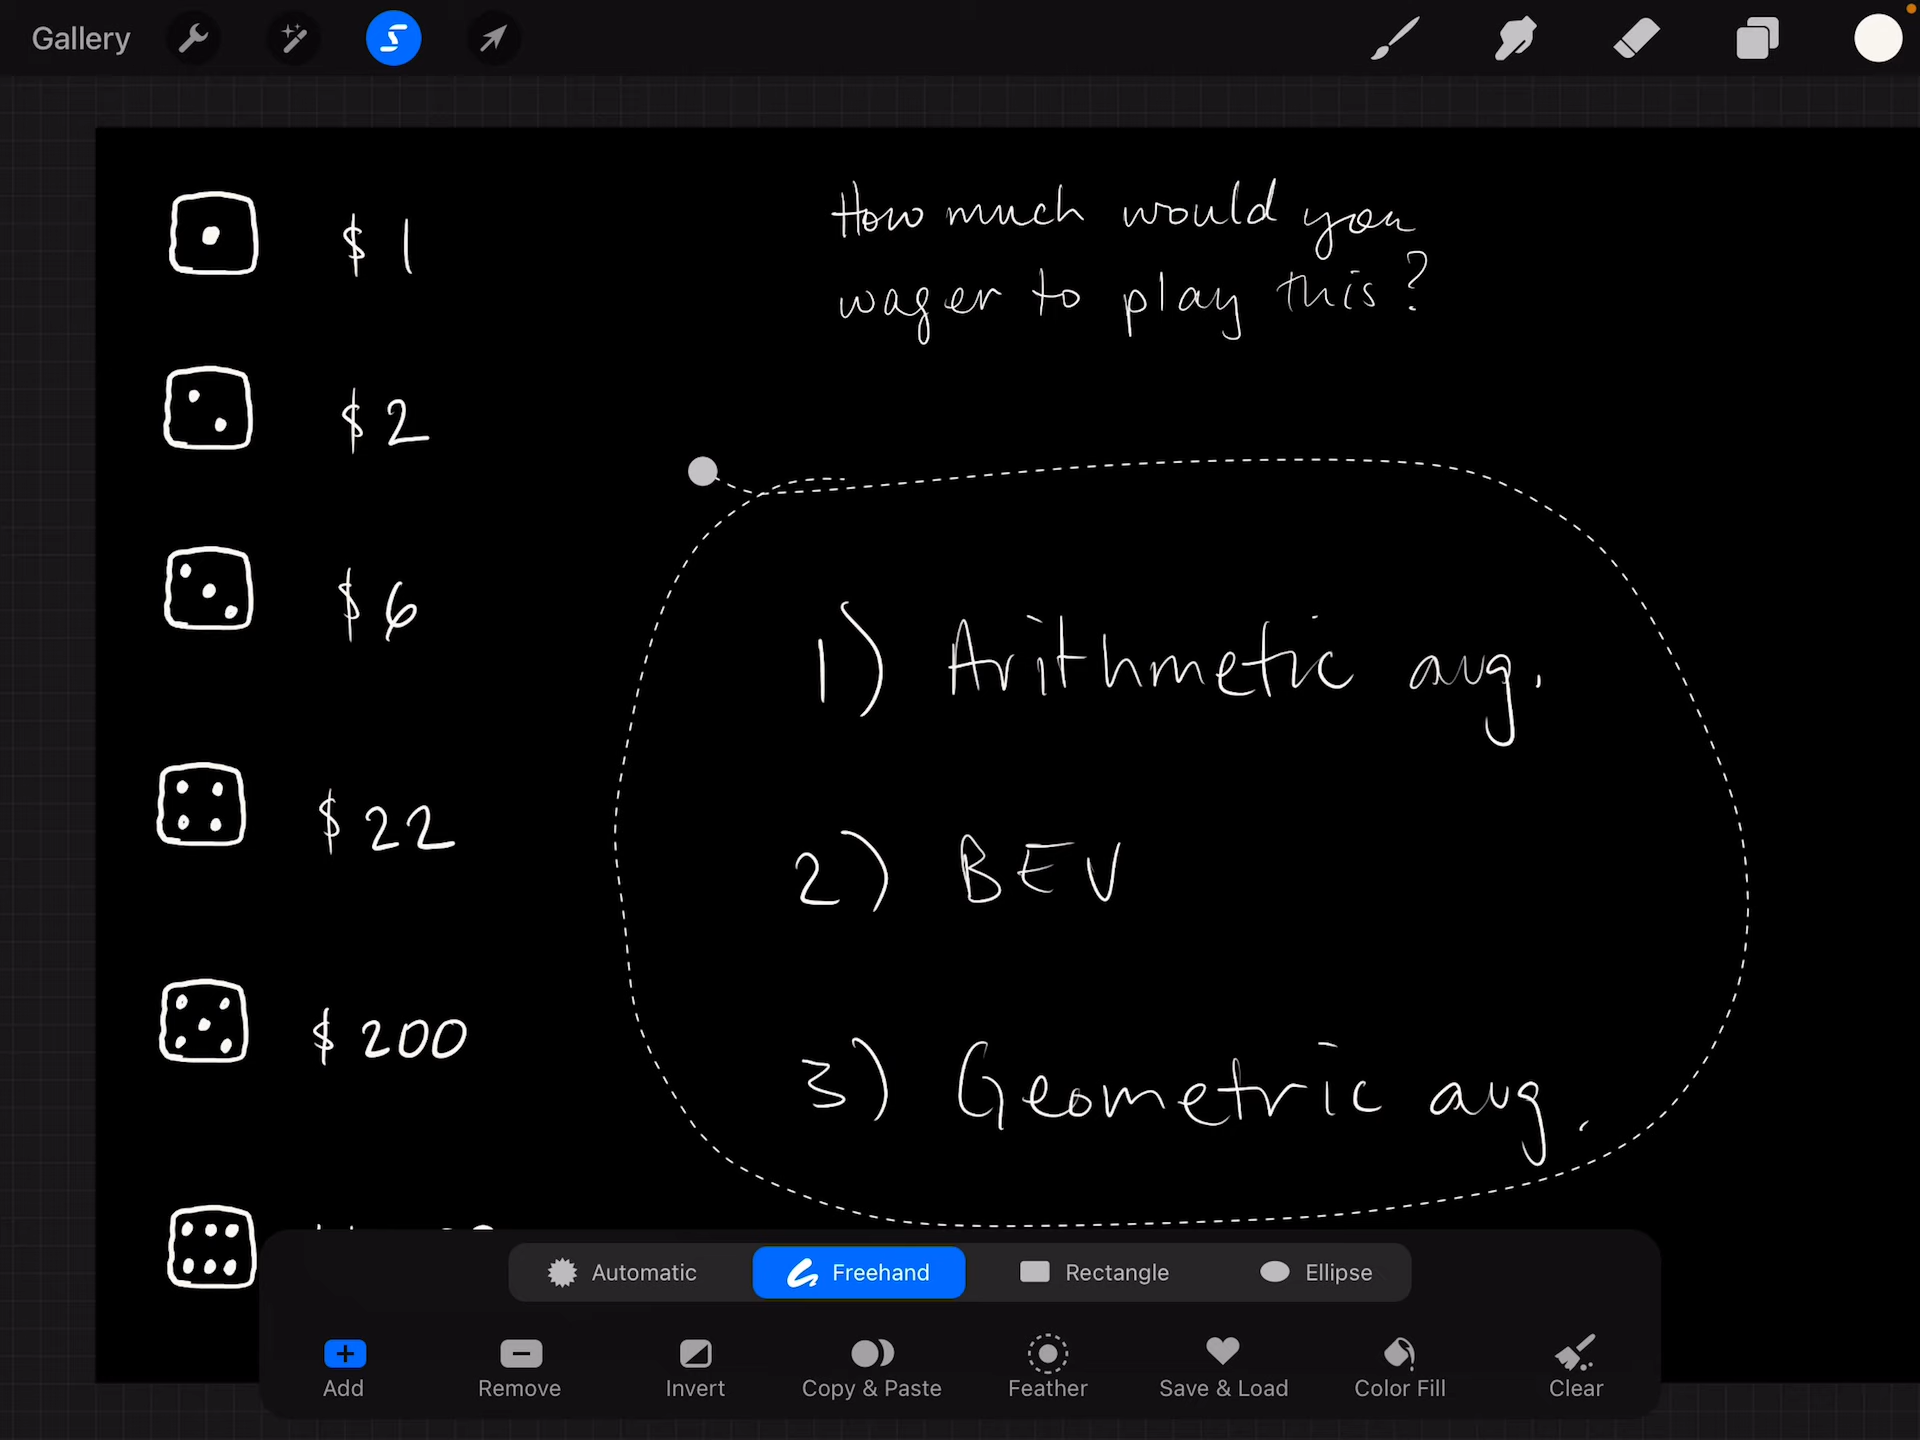 Gallery
$ 1
How much would you
wager to play this?
$ 2
$ 6
1) Arithmetic avg.
$ 22
2) BEV
$ 200
3) Geometric avg.
Automatic
Freehand
Rectangle
Ellipse
Add
Remove
Invert
Copy & Paste
Feather
Save & Load
Color Fill
Clear